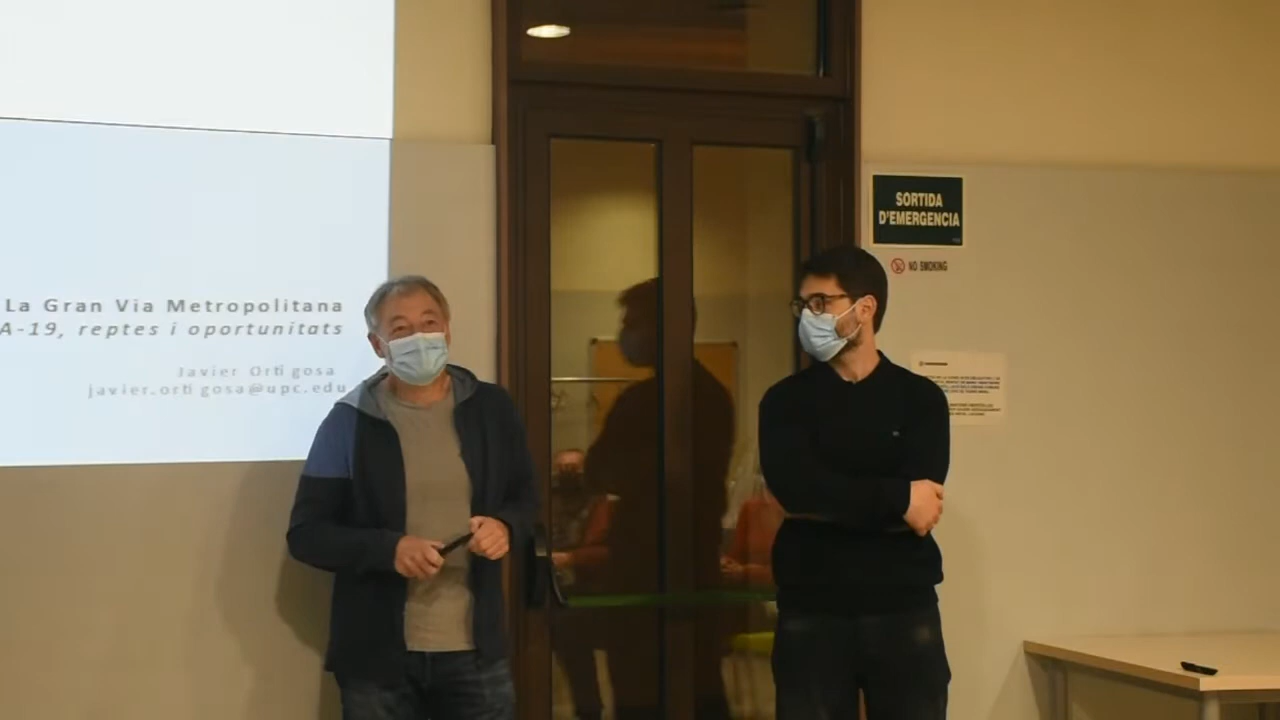 La Gran Via Metropolitana
A-19, reptes i oportunitats
Javier Ortigosa
javier.ortigosa@upc.edu
SORTIDA
D'EMERGENCIA
NO SMOKING